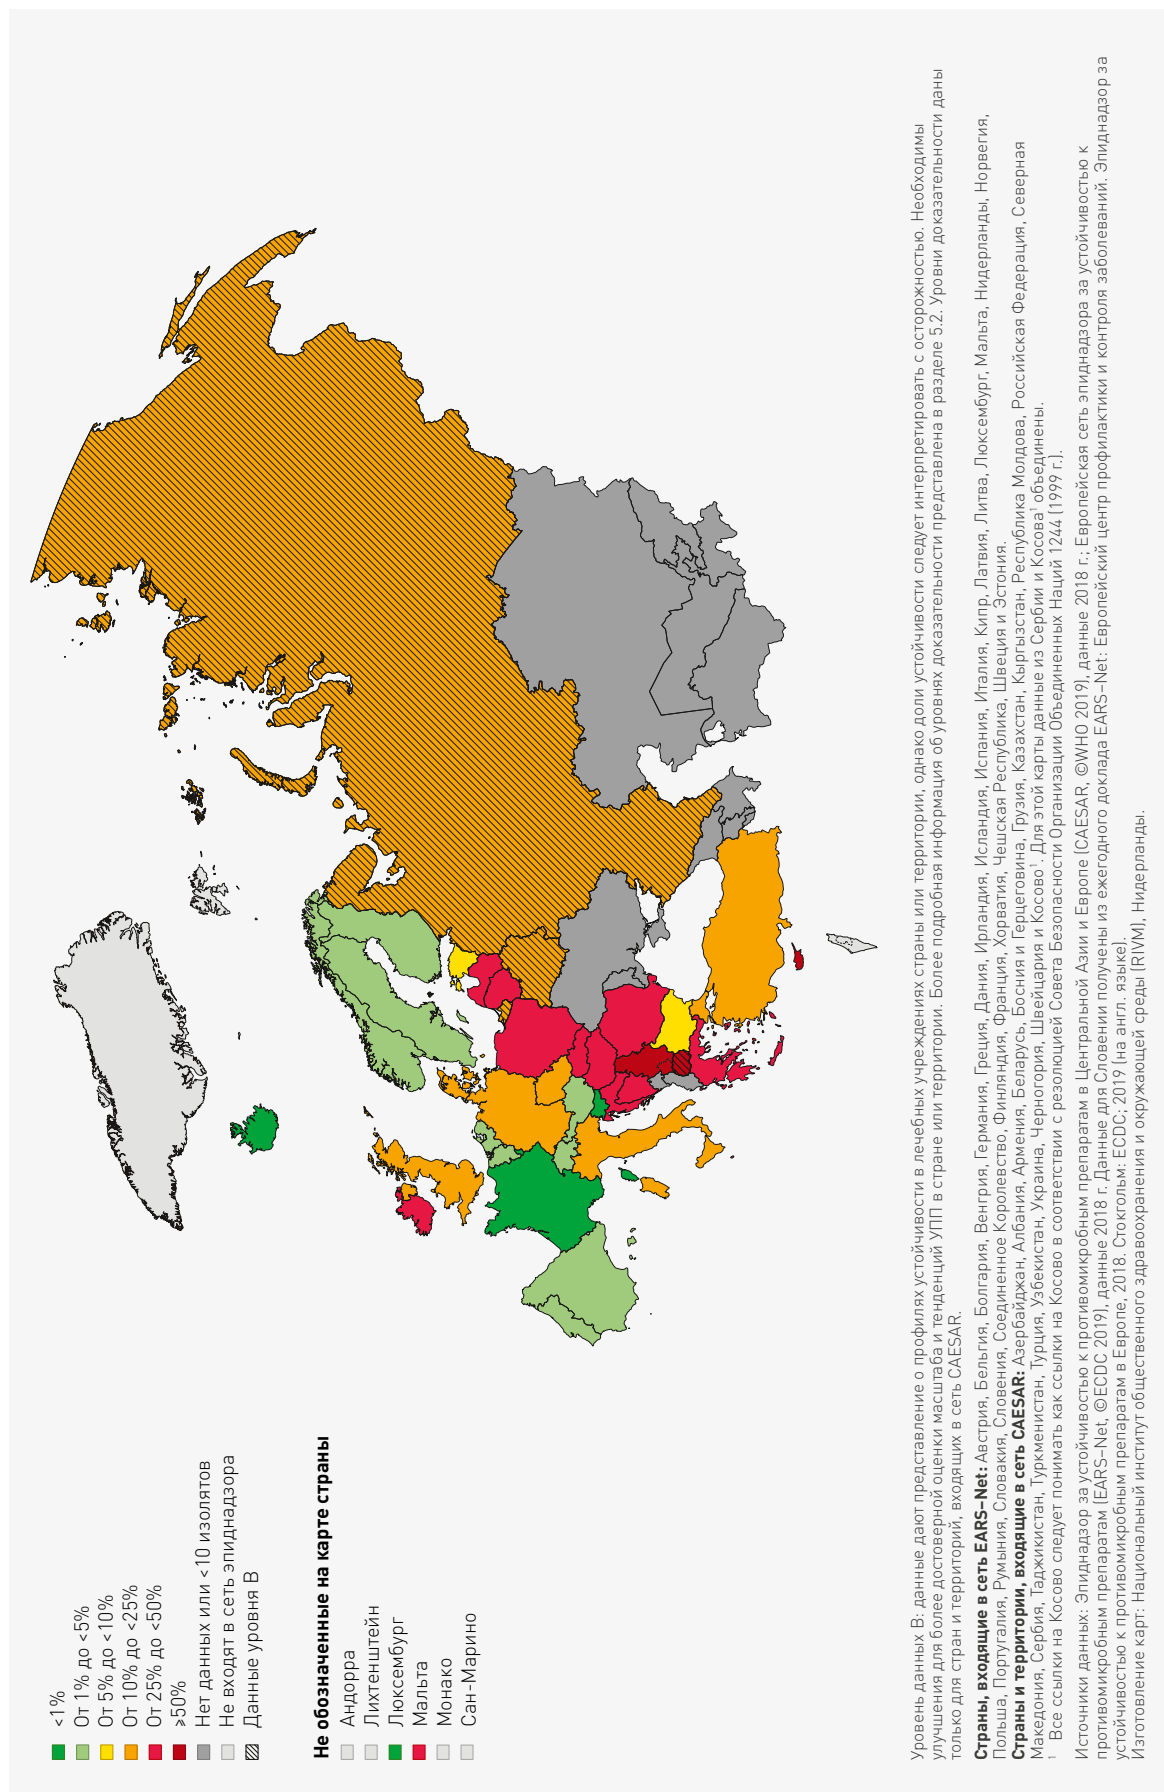 <1%
От 1% до <5%
От 5% до <10%
От 10% до <25%
От 25% до <50%
≥50%
Нет данных или <10 изолятов
Не входят в сеть эпиднадзора
Данные уровня B
Не обозначенные на карте страны
Андорра
Лихтенштейн
Люксембург
Мальта
Монако
Сан-Марино
Уровень данных B: данные дают представление о профилях устойчивости в лечебных учреждениях страны или территории, однако доли устойчивости следует интерпретировать с осторожностью. Необходимы
улучшения для более достоверной оценки масштаба и тенденций УПП в стране или территории. Более подробная информация об уровнях доказательности представлена в разделе 5.2. Уровни доказательности даны
только для стран и территорий, входящих в сеть CAESAR.
Страны, входящие в сеть EARS–Net: Австрия, Бельгия, Болгария, Венгрия, Германия, Греция, Дания, Ирландия, Исландия, Испания, Италия, Кипр, Латвия, Литва, Люксембург, Мальта, Нидерланды, Норвегия,
Польша, Португалия, Румыния, Словакия, Словения, Соединенное Королевство, Финляндия, Франция, Хорватия, Чешская Республика, Швеция и Эстония.
Страны и территории, входящие в сеть CAESAR: Азербайджан, Албания, Армения, Беларусь, Босния и Герцеговина, Грузия, Казахстан, Кыргызстан, Республика Молдова, Российская Федерация, Северная
Македония, Сербия, Таджикистан, Туркменистан, Турция, Узбекистан, Украина, Черногория, Швейцария и Косово¹. Для этой карты данные из Сербии и Косова¹ объединены.
¹ Все ссылки на Косово следует понимать как ссылки на Косово в соответствии с резолюцией Совета Безопасности Организации Объединенных Наций 1244 (1999 г.).
Источники данных: Эпиднадзор за устойчивостью к противомикробным препаратам в Центральной Азии и Европе (CAESAR, ©WHO 2019), данные 2018 г.; Европейская сеть эпиднадзора за устойчивостью к
противомикробным препаратам (EARS–Net, ©ECDC 2019), данные 2018 г. Данные для Словении получены из ежегодного доклада EARS–Net: Европейский центр профилактики и контроля заболеваний. Эпиднадзор за
устойчивостью к противомикробным препаратам в Европе, 2018. Стокгольм: ECDC; 2019 (на англ. языке).
Изготовление карт: Национальный институт общественного здравоохранения и окружающей среды (RIVM), Нидерланды.